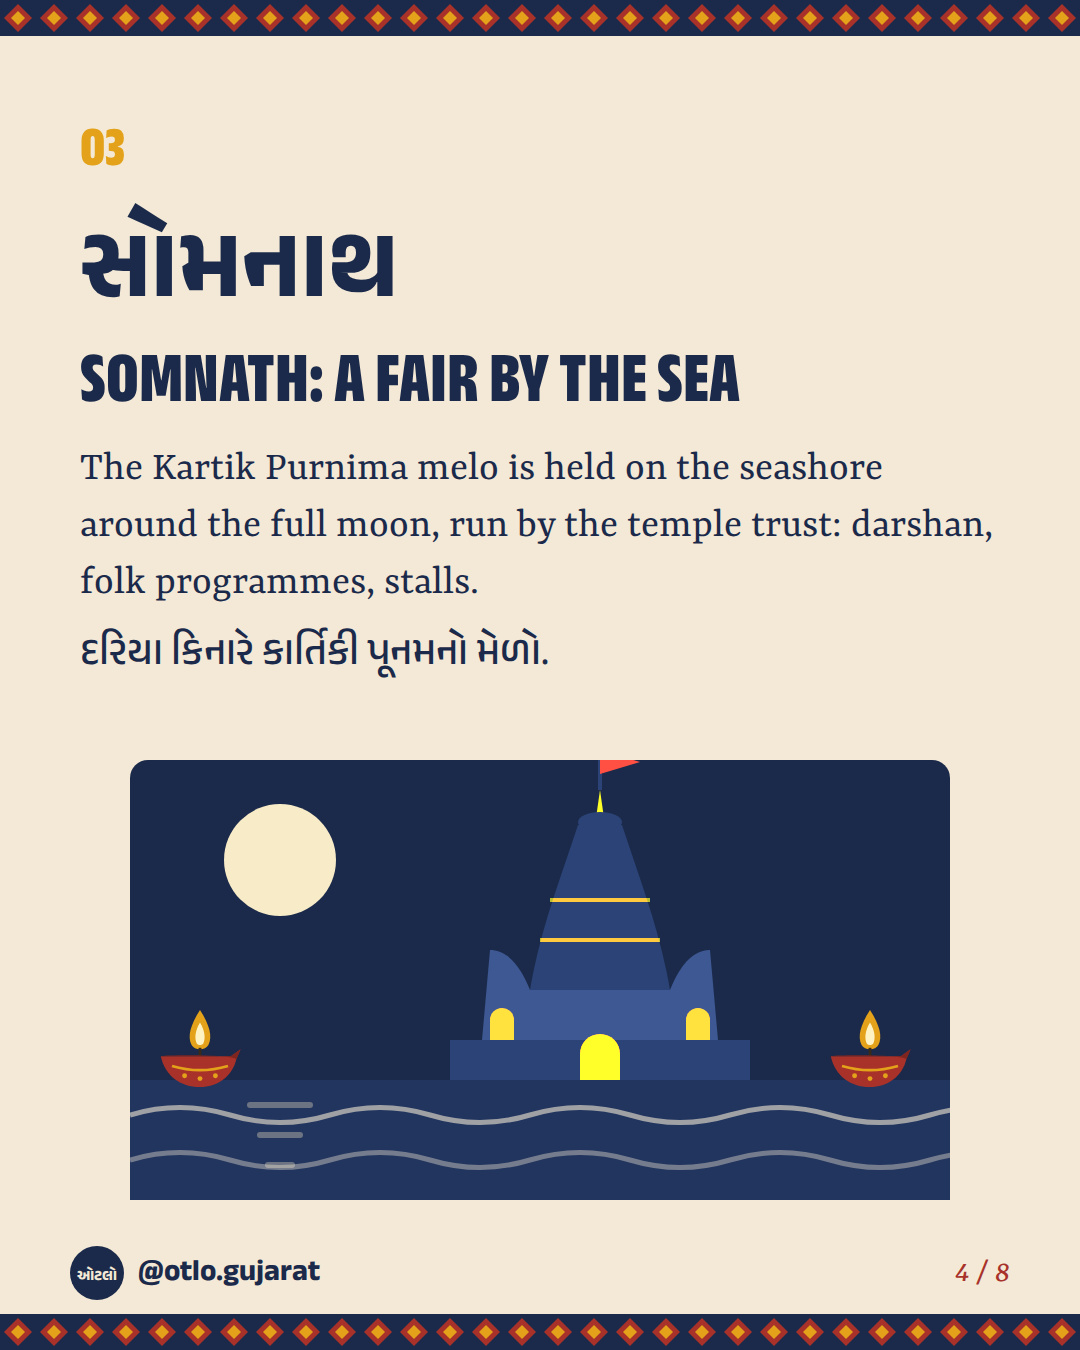 03
સોમનાથ
SOMNATH: A FAIR BY THE SEA
The Kartik Purnima melo is held on the seashore
around the full moon, run by the temple trust: darshan,
folk programmes, stalls.
દરિયા કિનારે કાર્તિકી પૂનમનો મેળો.
ઓટલો
@otlo.gujarat
4 / 8